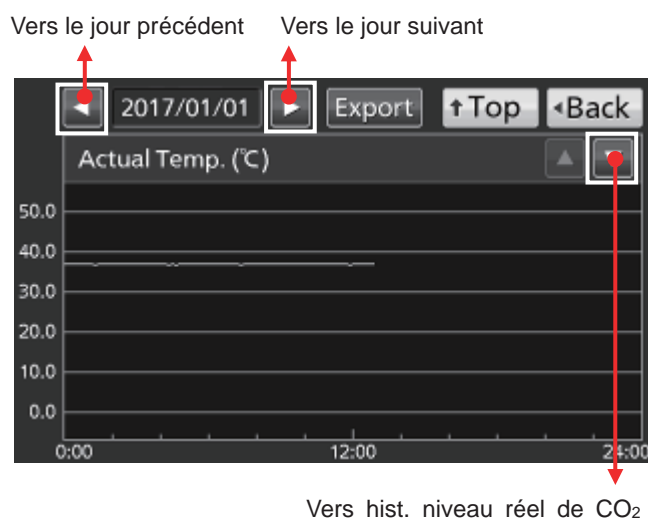 Vers le jour précédent Vers le jour suivant
◄ 2017/01/01 ► Export ↑Top ◂Back
Actual Temp. (℃) ▲ ▼
50.0
40.0
30.0
20.0
10.0
0.0
0:00 12:00 24:00
Vers hist. niveau réel de CO₂